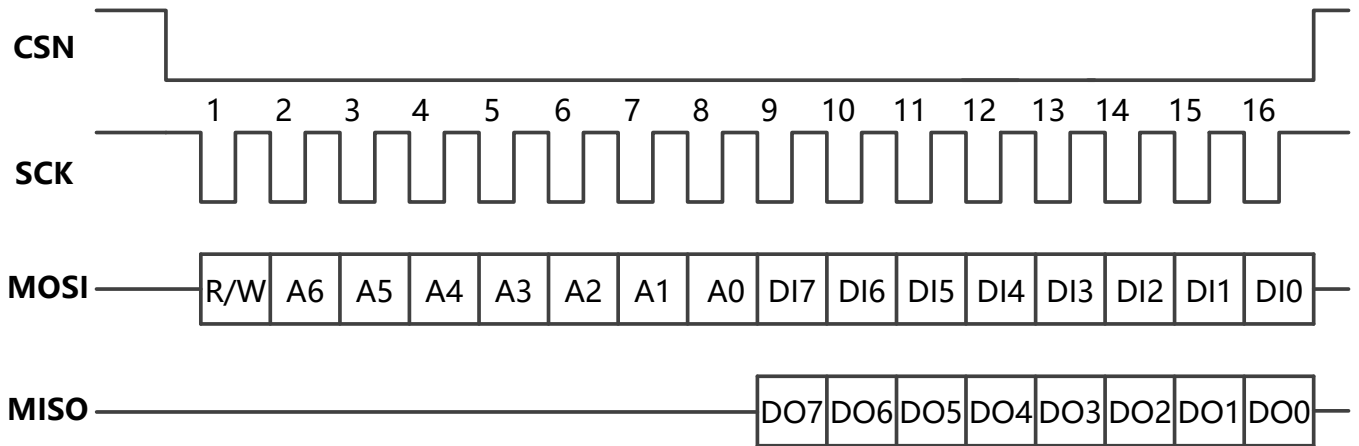 CSN
1 2 3 4 5 6 7 8 9 10 11 12 13 14 15 16
SCK
MOSI R/W A6 A5 A4 A3 A2 A1 A0 DI7 DI6 DI5 DI4 DI3 DI2 DI1 DI0
MISO DO7 DO6 DO5 DO4 DO3 DO2 DO1 DO0